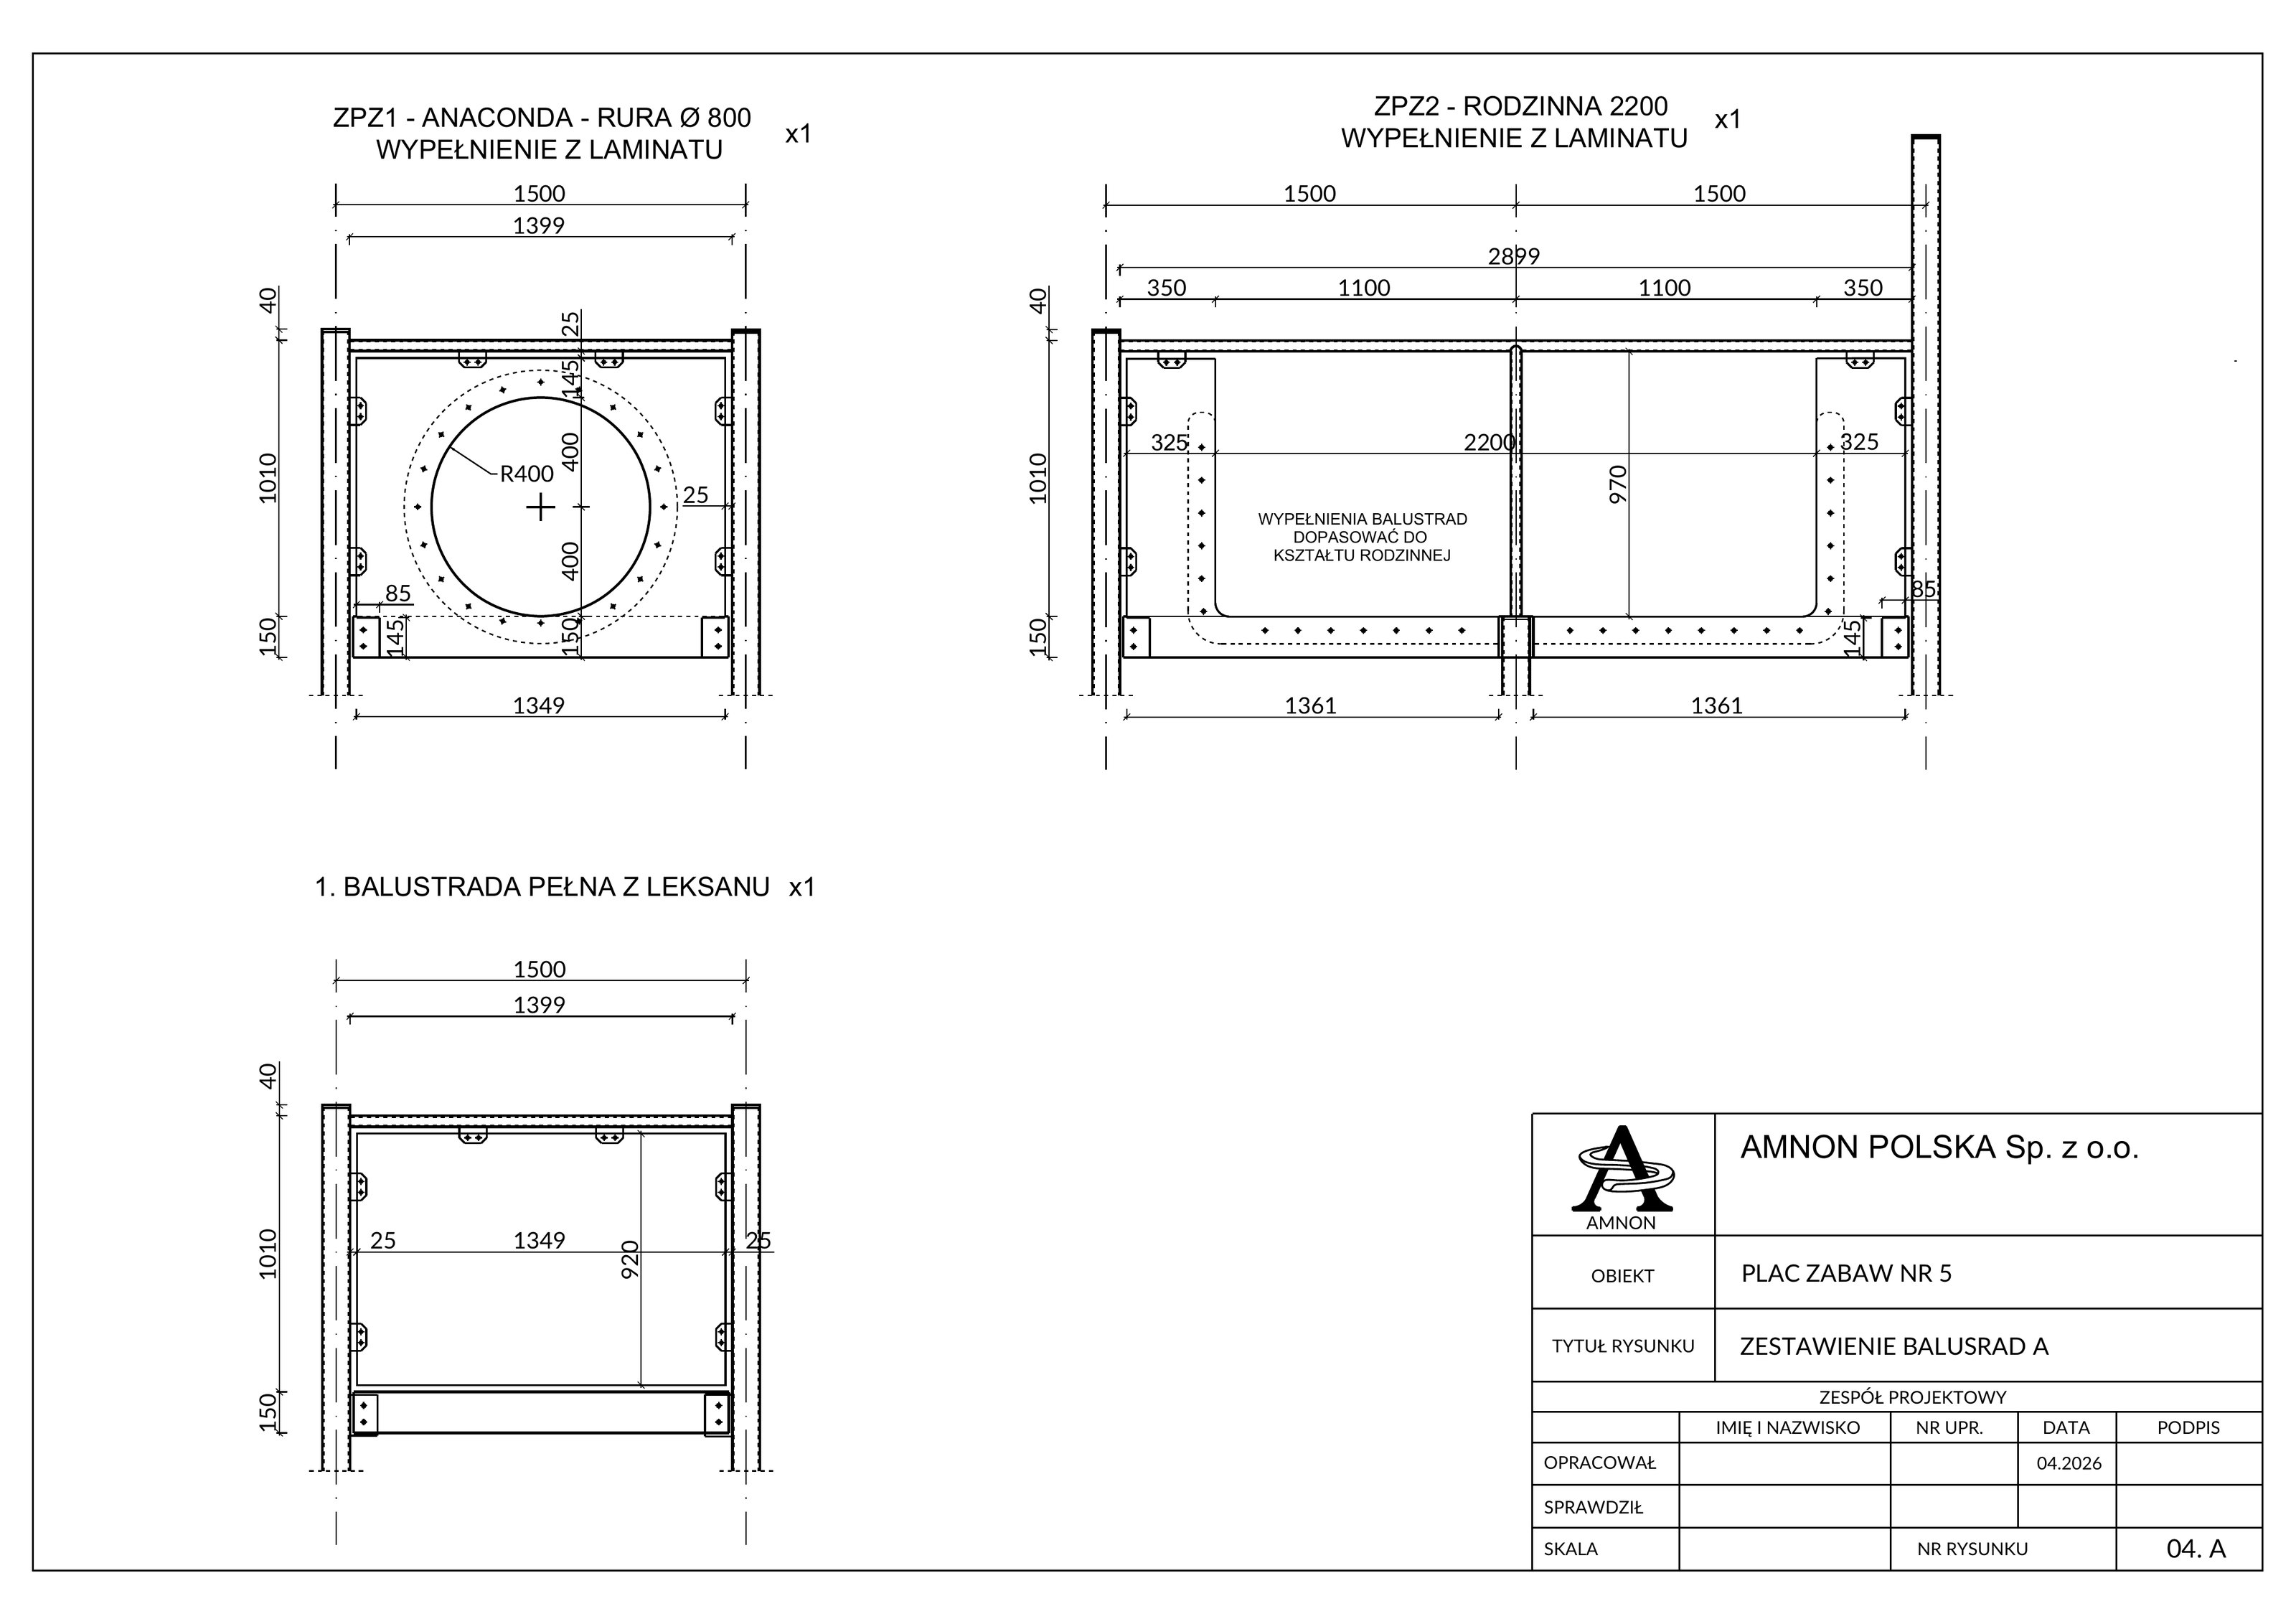 ZPZ1 - ANACONDA - RURA Ø 800
WYPEŁNIENIE Z LAMINATU
x1
1500
1399
40
1010
150
25
145
400
400
150
R400
25
85
145
1349
ZPZ2 - RODZINNA 2200
WYPEŁNIENIE Z LAMINATU
x1
1500
1500
2899
350
1100
1100
350
40
1010
150
325
2200
325
970
WYPEŁNIENIA BALUSTRAD
DOPASOWAĆ DO
KSZTAŁTU RODZINNEJ
85
145
1361
1361
1. BALUSTRADA PEŁNA Z LEKSANU x1
1500
1399
40
1010
150
25
1349
25
920
AMNON
AMNON POLSKA Sp. z o.o.
OBIEKT
PLAC ZABAW NR 5
TYTUŁ RYSUNKU
ZESTAWIENIE BALUSRAD A
ZESPÓŁ PROJEKTOWY
IMIĘ I NAZWISKO
NR UPR.
DATA
PODPIS
OPRACOWAŁ
04.2026
SPRAWDZIŁ
SKALA
NR RYSUNKU
04. A